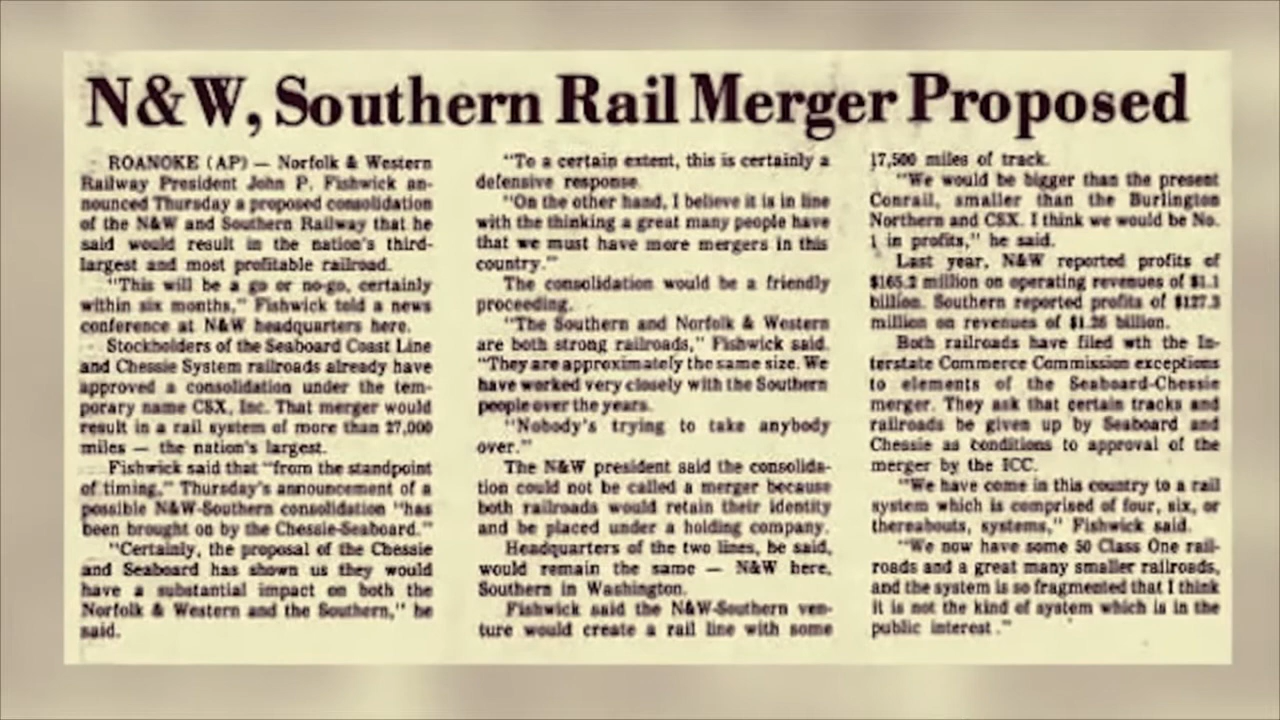 N&W, Southern Rail Merger Proposed
ROANOKE (AP) — Norfolk & Western
Railway President John P. Fishwick an-
nounced Thursday a proposed consolidation
of the N&W and Southern Railway that he
said would result in the nation's third-
largest and most profitable railroad.
"This will be a go or no-go, certainly
within six months," Fishwick told a news
conference at N&W headquarters here.
Stockholders of the Seaboard Coast Line
and Chessie System railroads already have
approved a consolidation under the tem-
porary name CSX, Inc. That merger would
result in a rail system of more than 27,000
miles — the nation's largest.
Fishwick said that "from the standpoint
of timing," Thursday's announcement of a
possible N&W-Southern consolidation "has
been brought on by the Chessie-Seaboard."
"Certainly, the proposal of the Chessie
and Seaboard has shown us they would
have a substantial impact on both the
Norfolk & Western and the Southern," he
said.
"To a certain extent, this is certainly a
defensive response.
"On the other hand, I believe it is in line
with the thinking a great many people have
that we must have more mergers in this
country."
The consolidation would be a friendly
proceeding.
"The Southern and Norfolk & Western
are both strong railroads," Fishwick said.
"They are approximately the same size. We
have worked very closely with the Southern
people over the years.
"Nobody's trying to take anybody
over."
The N&W president said the consolida-
tion could not be called a merger because
both railroads would retain their identity
and be placed under a holding company.
Headquarters of the two lines, he said,
would remain the same — N&W here,
Southern in Washington.
Fishwick said the N&W-Southern ven-
ture would create a rail line with some
17,500 miles of track.
"We would be bigger than the present
Conrail, smaller than the Burlington
Northern and CSX. I think we would be No.
1 in profits," he said.
Last year, N&W reported profits of
$165.2 million on operating revenues of $1.1
billion. Southern reported profits of $127.3
million on revenues of $1.26 billion.
Both railroads have filed wth the In-
terstate Commerce Commission exceptions
to elements of the Seaboard-Chessie
merger. They ask that certain tracks and
railroads be given up by Seaboard and
Chessie as conditions to approval of the
merger by the ICC.
"We have come in this country to a rail
system which is comprised of four, six, or
thereabouts, systems," Fishwick said.
"We now have some 50 Class One rail-
roads and a great many smaller railroads,
and the system is so fragmented that I think
it is not the kind of system which is in the
public interest."